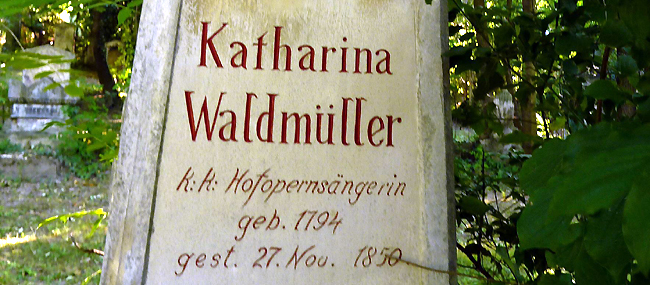 Katharina
Waldmüller
k: k: Hofopernsängerin
geb. 1794
gest. 27. Nov. 1850.